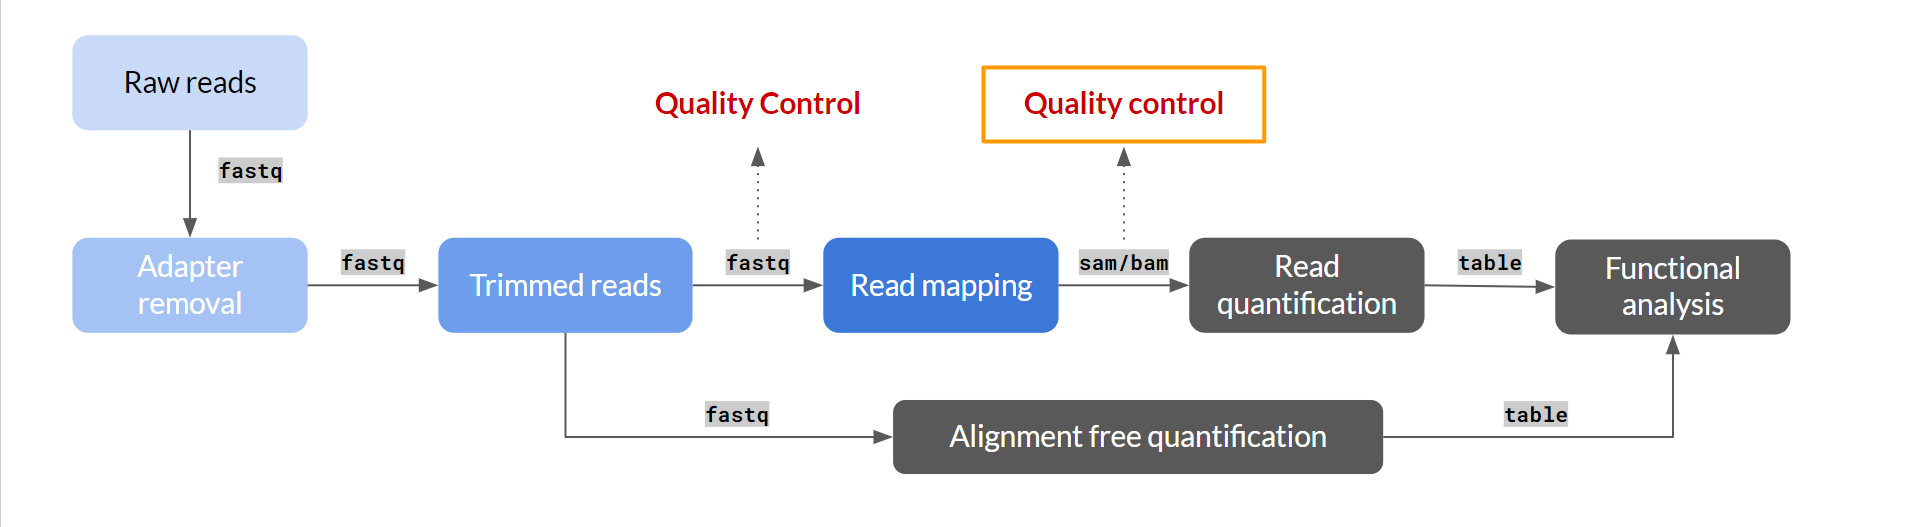 Raw reads
Quality Control
Quality control
fastq
Adapter
removal
fastq
Trimmed reads
fastq
Read mapping
sam/bam
Read
quantification
table
Functional
analysis
fastq
Alignment free quantification
table